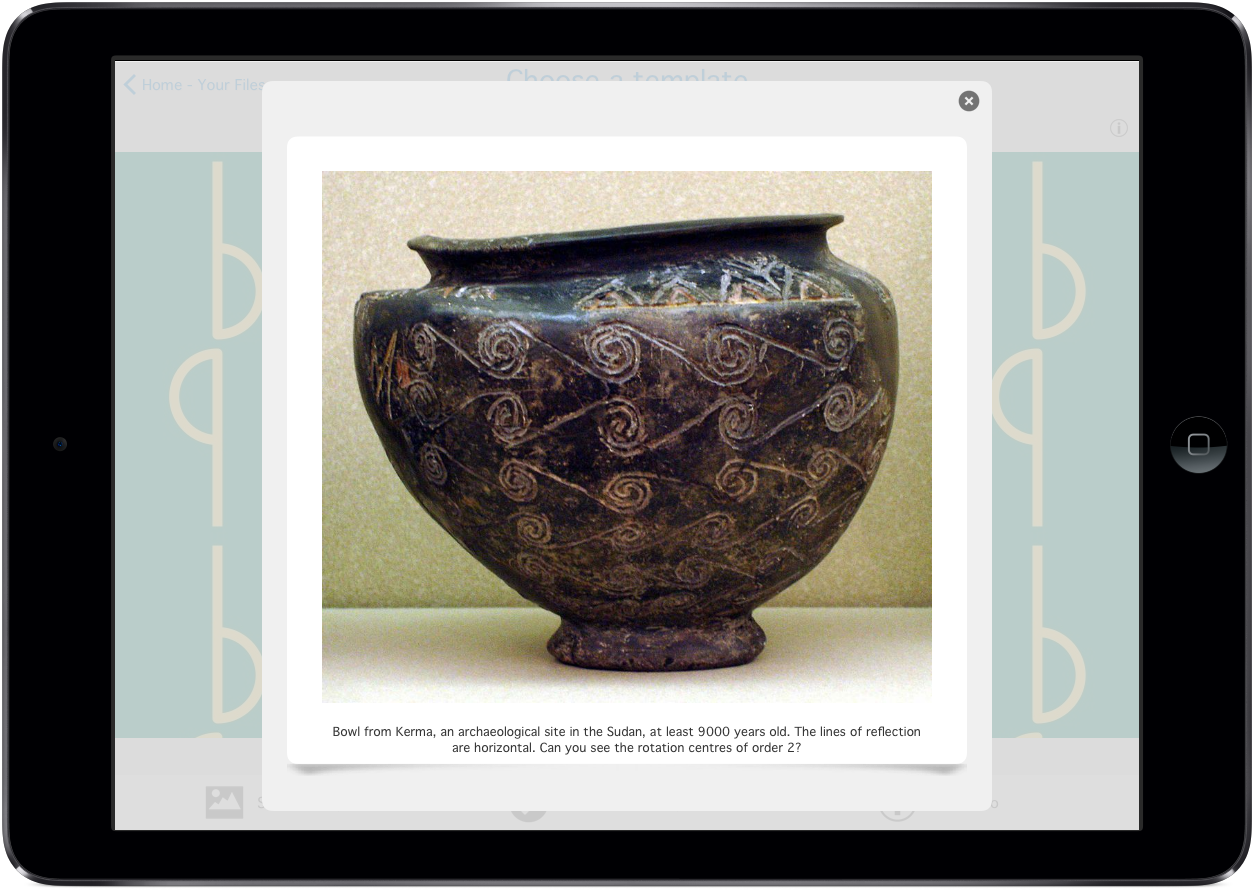 Home - Your Files
Choose a template
Bowl from Kerma, an archaeological site in the Sudan, at least 9000 years old. The lines of reflection
are horizontal. Can you see the rotation centres of order 2?